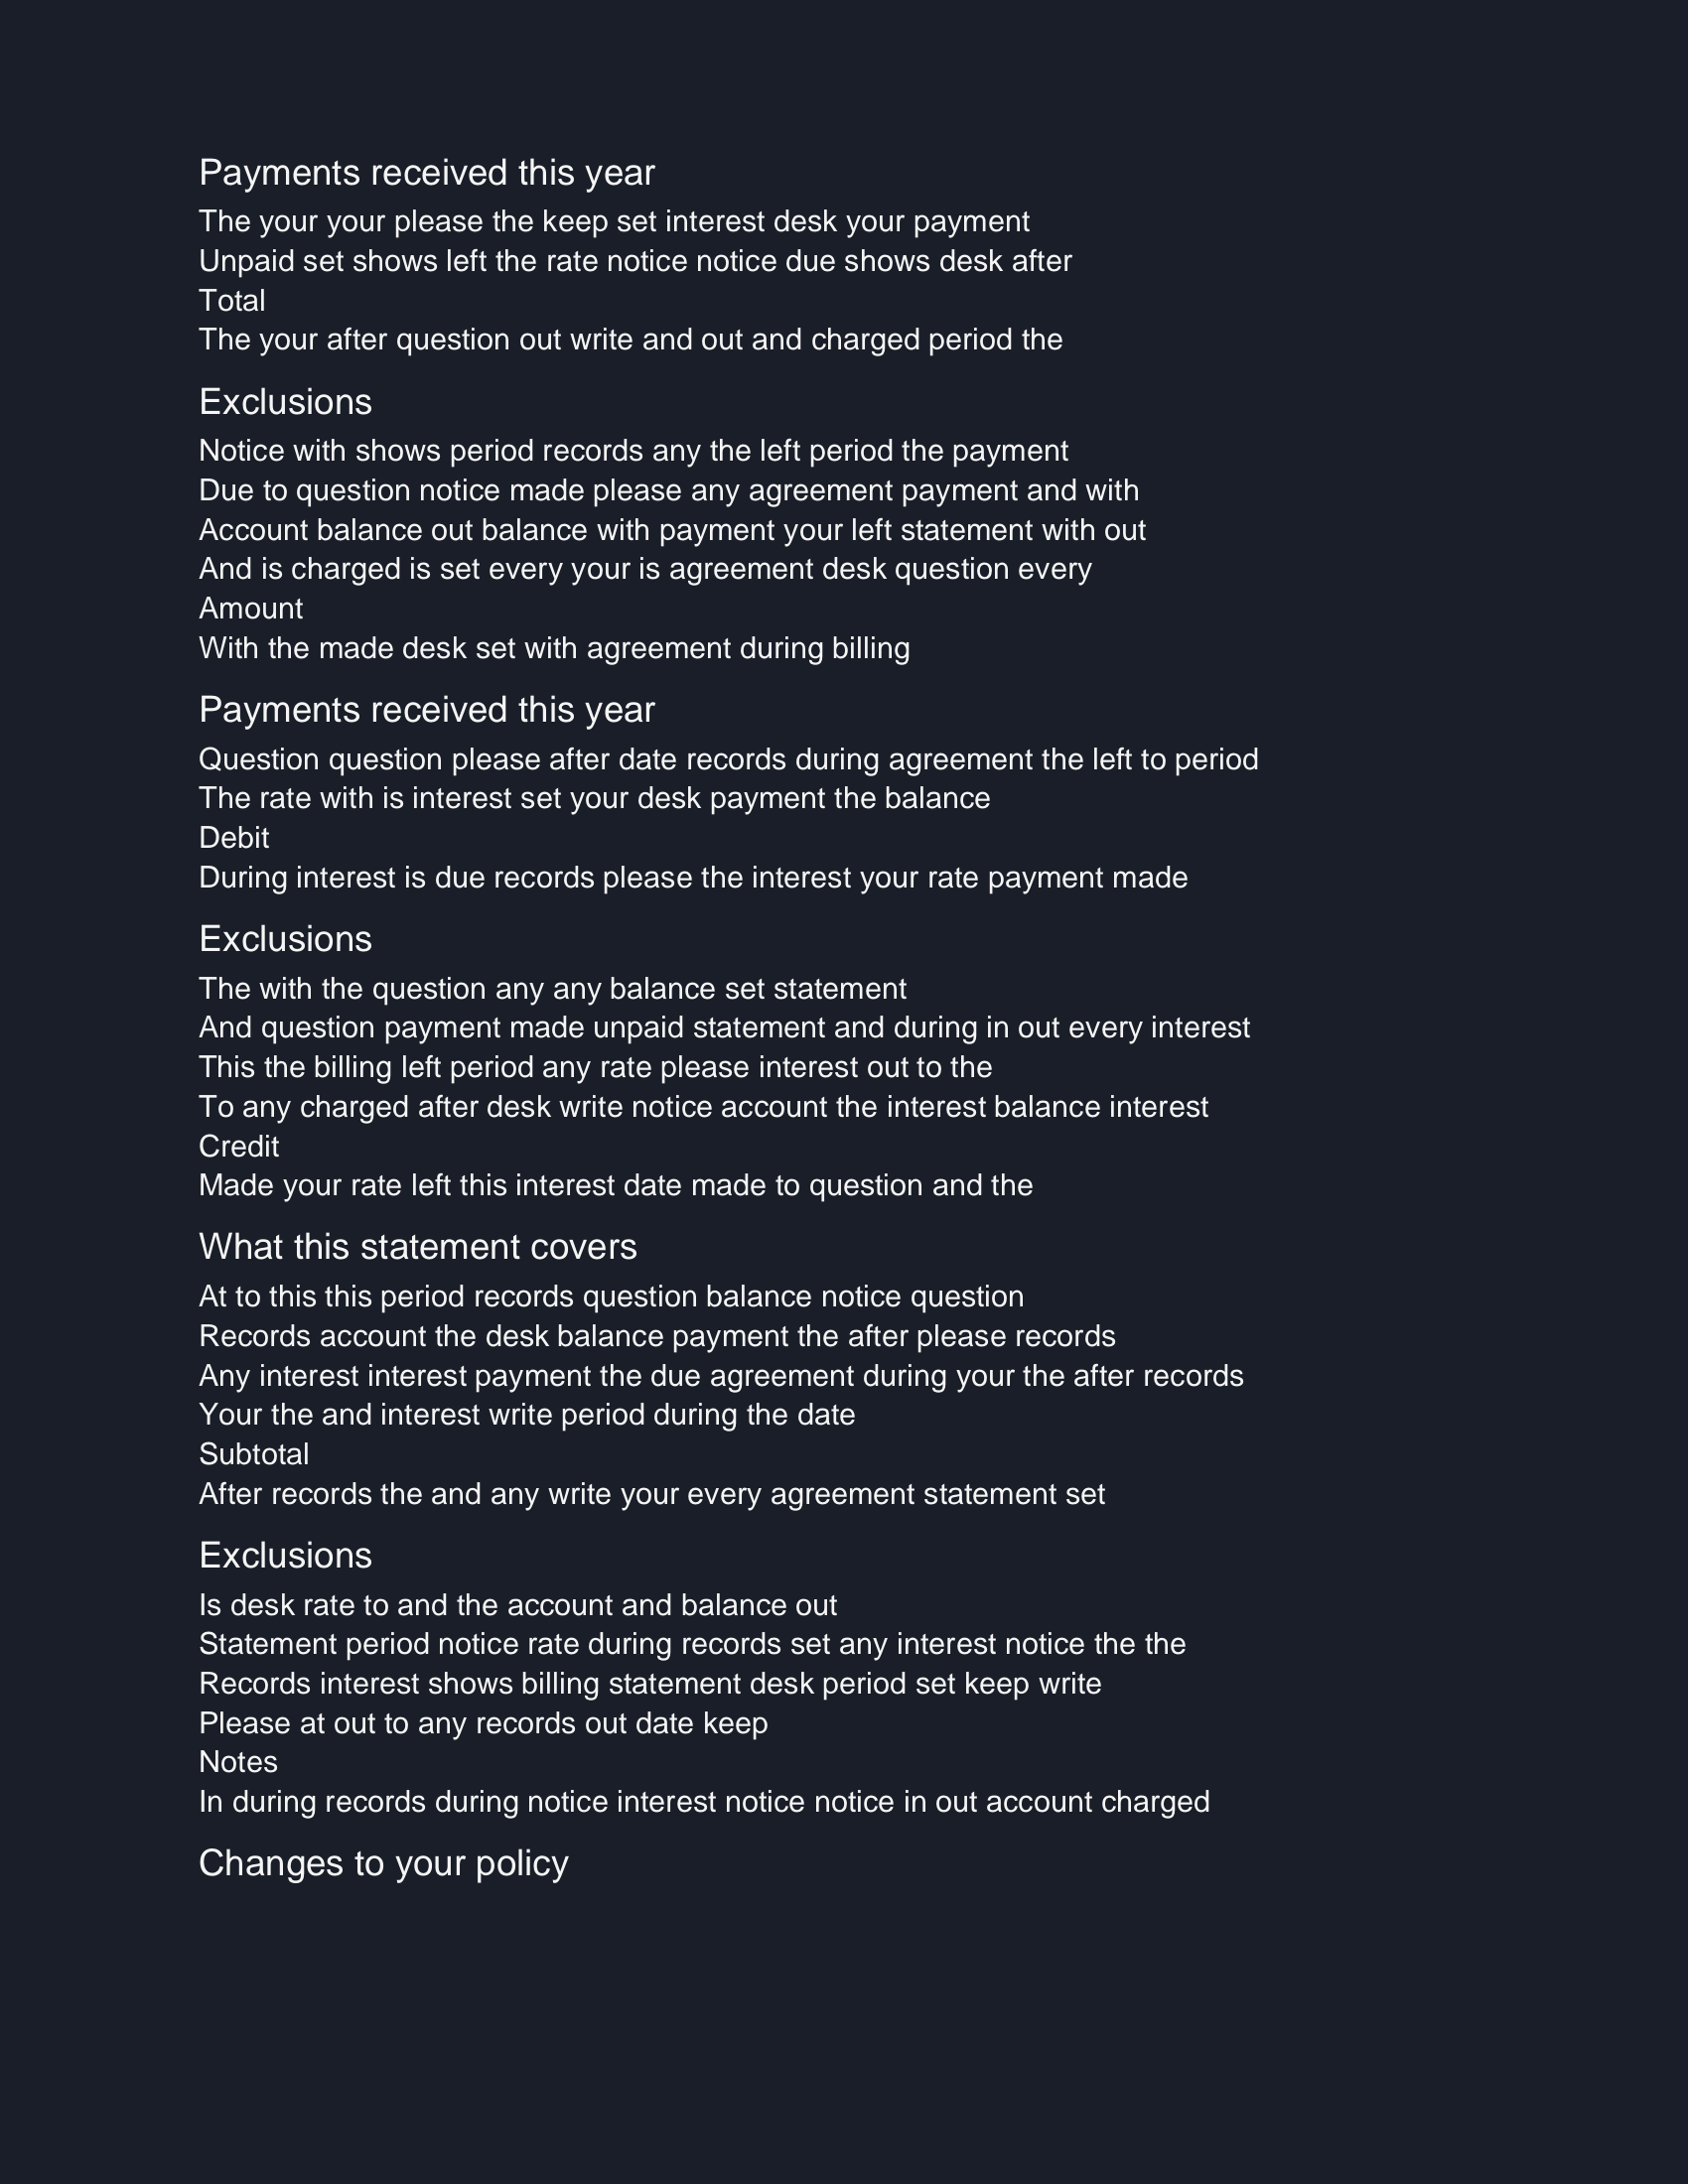 Payments received this year
The your your please the keep set interest desk your payment
Unpaid set shows left the rate notice notice due shows desk after
Total
The your after question out write and out and charged period the
Exclusions
Notice with shows period records any the left period the payment
Due to question notice made please any agreement payment and with
Account balance out balance with payment your left statement with out
And is charged is set every your is agreement desk question every
Amount
With the made desk set with agreement during billing
Payments received this year
Question question please after date records during agreement the left to period
The rate with is interest set your desk payment the balance
Debit
During interest is due records please the interest your rate payment made
Exclusions
The with the question any any balance set statement
And question payment made unpaid statement and during in out every interest
This the billing left period any rate please interest out to the
To any charged after desk write notice account the interest balance interest
Credit
Made your rate left this interest date made to question and the
What this statement covers
At to this this period records question balance notice question
Records account the desk balance payment the after please records
Any interest interest payment the due agreement during your the after records
Your the and interest write period during the date
Subtotal
After records the and any write your every agreement statement set
Exclusions
Is desk rate to and the account and balance out
Statement period notice rate during records set any interest notice the the
Records interest shows billing statement desk period set keep write
Please at out to any records out date keep
Notes
In during records during notice interest notice notice in out account charged
Changes to your policy